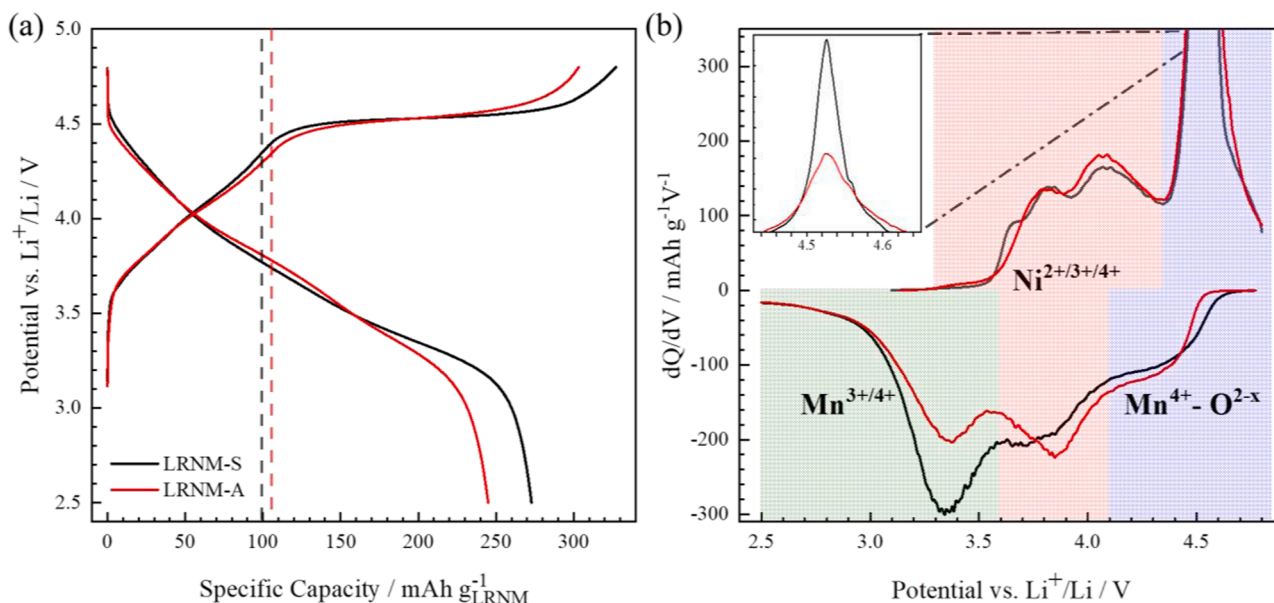 (a)
5.0
4.5
4.0
3.5
3.0
2.5
Potential vs. Li⁺/Li / V
LRNM-S
LRNM-A
0
50
100
150
200
250
300
Specific Capacity / mAh g⁻¹LRNM
(b)
300
200
100
0
-100
-200
-300
dQ/dV / mAh g⁻¹V⁻¹
4.5
4.6
Ni²⁺/³⁺/⁴⁺
Mn³⁺/⁴⁺
Mn⁴⁺- O²⁻ˣ
2.5
3.0
3.5
4.0
4.5
Potential vs. Li⁺/Li / V